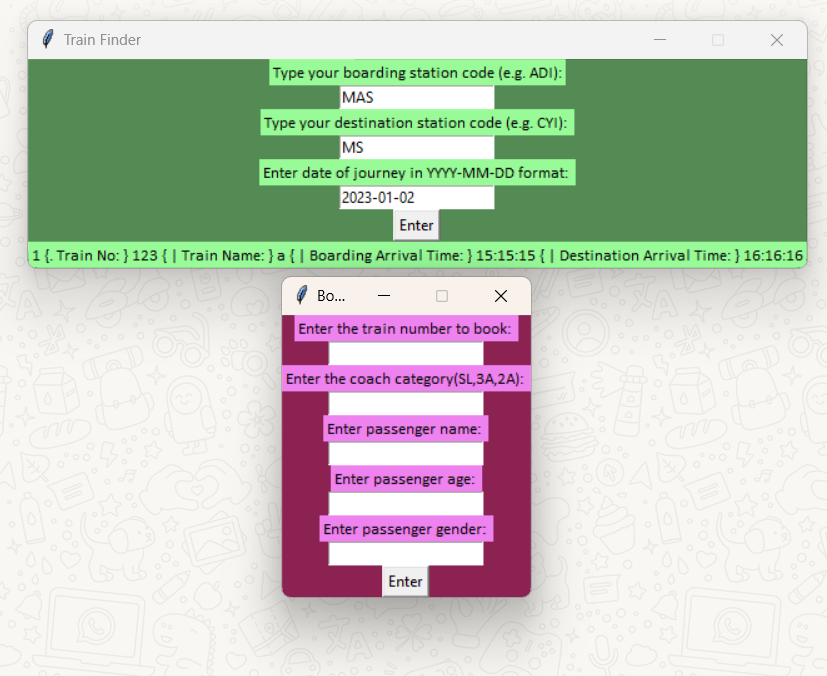 Train Finder
Type your boarding station code (e.g. ADI):
MAS
Type your destination station code (e.g. CYI):
MS
Enter date of journey in YYYY-MM-DD format:
2023-01-02
Enter
1 {. Train No: } 123 { | Train Name: } a { | Boarding Arrival Time: } 15:15:15 { | Destination Arrival Time: } 16:16:16
Bo...
Enter the train number to book:
Enter the coach category(SL,3A,2A):
Enter passenger name:
Enter passenger age:
Enter passenger gender:
Enter